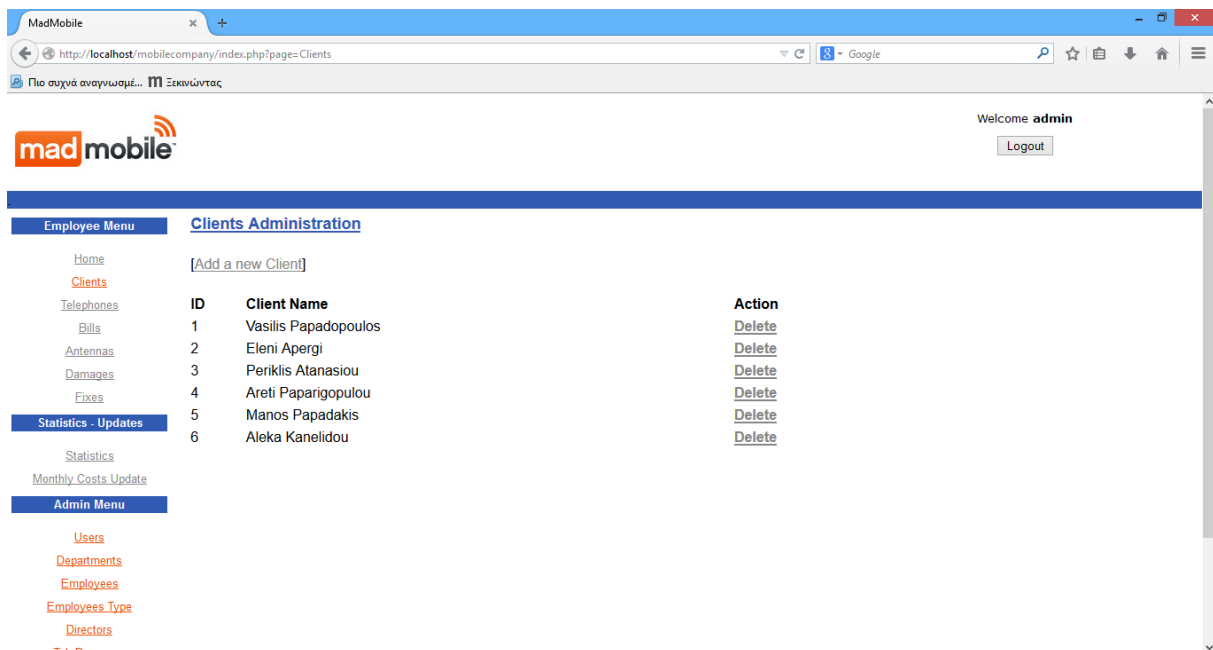 MadMobile
http://localhost/mobilecompany/index.php?page=Clients
Google
Πιο συχνά αναγνωσμέ... Ξεκινώντας
mad mobile
Welcome admin
Logout
Employee Menu
Home
Clients
Telephones
Bills
Antennas
Damages
Fixes
Statistics - Updates
Statistics
Monthly Costs Update
Admin Menu
Users
Departments
Employees
Employees Type
Directors
Clients Administration
[Add a new Client]
ID Client Name Action
1 Vasilis Papadopoulos Delete
2 Eleni Apergi Delete
3 Periklis Atanasiou Delete
4 Areti Paparigopulou Delete
5 Manos Papadakis Delete
6 Aleka Kanelidou Delete